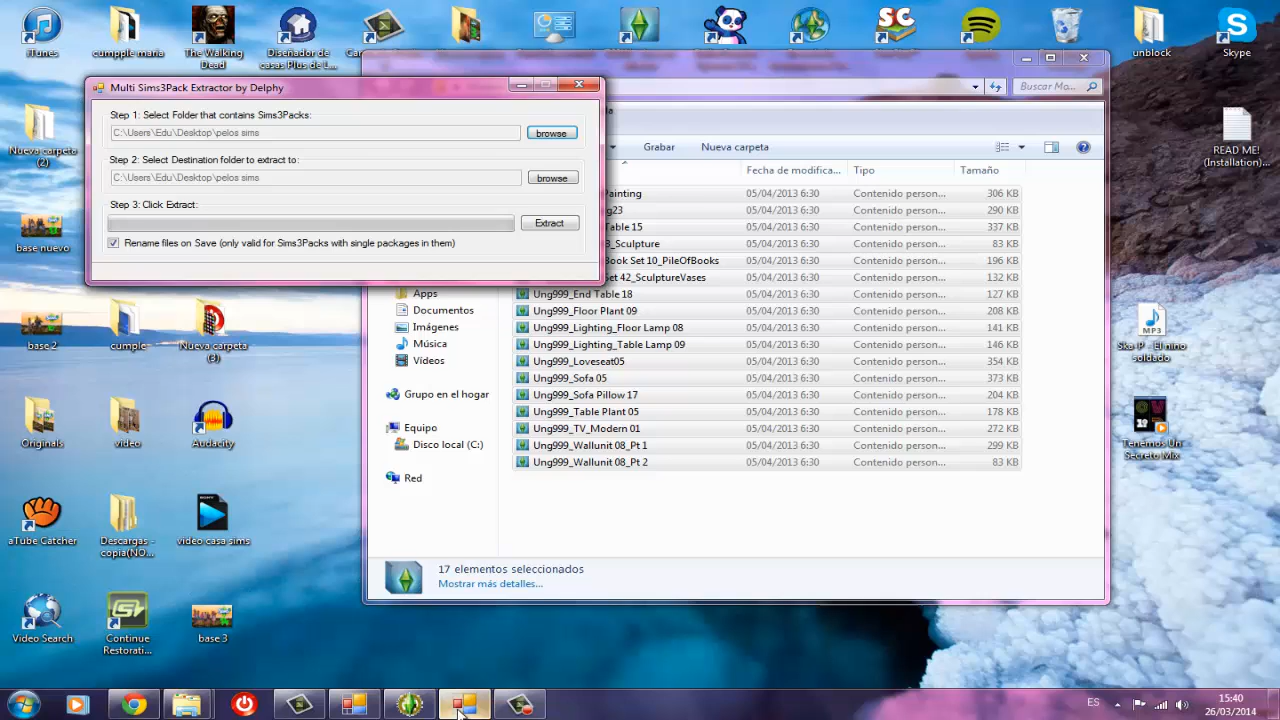 iTunes
cumpple maria
The Walking Dead
Diseñador de casas Plus de L...
Skype
unblock
Multi Sims3Pack Extractor by Delphy
Step 1: Select Folder that contains Sims3Packs:
C:\Users\Edu\Desktop\pelos sims
browse
Step 2: Select Destination folder to extract to:
C:\Users\Edu\Desktop\pelos sims
browse
Step 3: Click Extract:
Extract
Rename files on Save (only valid for Sims3Packs with single packages in them)
Buscar Ma...
Grabar
Nueva carpeta
Fecha de modifica...
Tipo
Tamaño
Painting 05/04/2013 6:30 Contenido person... 306 KB
g23 05/04/2013 6:30 Contenido person... 290 KB
Table 15 05/04/2013 6:30 Contenido person... 337 KB
3_Sculpture 05/04/2013 6:30 Contenido person... 83 KB
Book Set 10_PileOfBooks 05/04/2013 6:30 Contenido person... 196 KB
Set 42_SculptureVases 05/04/2013 6:30 Contenido person... 132 KB
Ung999_End Table 18 05/04/2013 6:30 Contenido person... 127 KB
Ung999_Floor Plant 09 05/04/2013 6:30 Contenido person... 208 KB
Ung999_Lighting_Floor Lamp 08 05/04/2013 6:30 Contenido person... 141 KB
Ung999_Lighting_Table Lamp 09 05/04/2013 6:30 Contenido person... 146 KB
Ung999_Loveseat05 05/04/2013 6:30 Contenido person... 354 KB
Ung999_Sofa 05 05/04/2013 6:30 Contenido person... 373 KB
Ung999_Sofa Pillow 17 05/04/2013 6:30 Contenido person... 204 KB
Ung999_Table Plant 05 05/04/2013 6:30 Contenido person... 178 KB
Ung999_TV_Modern 01 05/04/2013 6:30 Contenido person... 272 KB
Ung999_Wallunit 08_Pt 1 05/04/2013 6:30 Contenido person... 299 KB
Ung999_Wallunit 08_Pt 2 05/04/2013 6:30 Contenido person... 83 KB
Apps
Documentos
Imágenes
Música
Vídeos
Grupo en el hogar
Equipo
Disco local (C:)
Red
17 elementos seleccionados
Mostrar más detalles...
Nueva carpeta (2)
base nuevo
base 2
cumple
Nueva carpeta (3)
Originals
video
Audacity
aTube Catcher
Descargas - copia(NO...
video casa sims
Video Search
Continue Restorati...
base 3
READ ME! (Installation)...
MP3
Ska-P - El nino soldado
Tenemos Un Secreto Mix
ES
15:40
26/03/2014